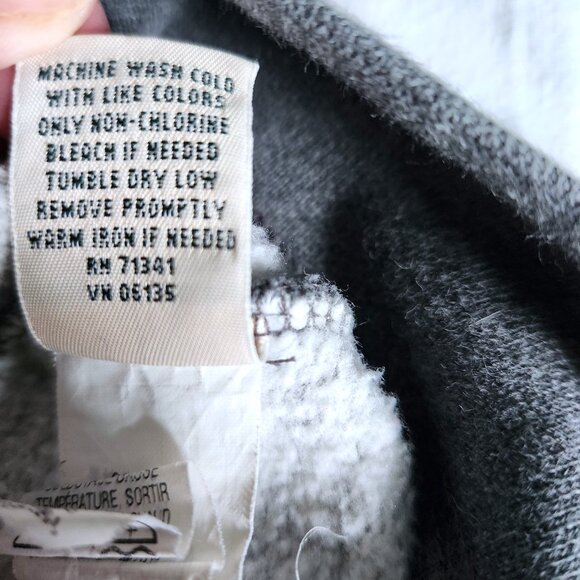 MACHINE WASH COLD
WITH LIKE COLORS
ONLY NON-CHLORINE
BLEACH IF NEEDED
TUMBLE DRY LOW
REMOVE PROMPTLY
WARM IRON IF NEEDED
RN 71341
VN 06135
TEMPÉRATURE SORTIR